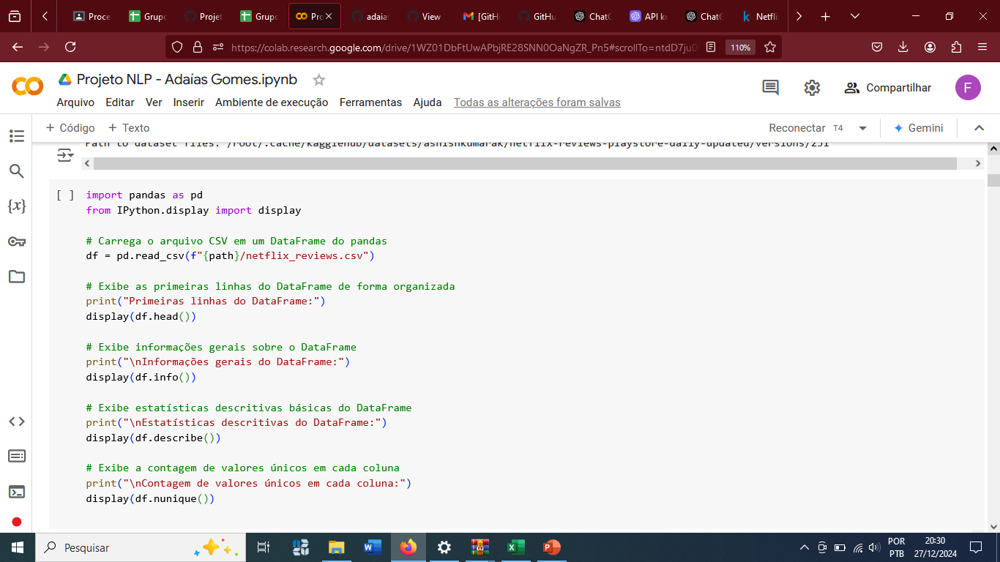 Proce
Grupo
Projet
Grupo
Pro
adaia
View
[GitH
GitHu
ChatG
API ke
ChatG
Netfli
https://colab.research.google.com/drive/1WZ01DbFtUwAPbjRE28SNN0OaNgZR_Pn5#scrollTo=ntdD7ju0
110%
Projeto NLP - Adaías Gomes.ipynb
Arquivo Editar Ver Inserir Ambiente de execução Ferramentas Ajuda Todas as alterações foram salvas
Compartilhar
F
+ Código + Texto
Reconectar T4
Gemini
Path to dataset files: /root/.cache/kagglehub/datasets/ashishkumarak/netflix-reviews-playstore-daily-updated/versions/251
[ ] import pandas as pd
from IPython.display import display
# Carrega o arquivo CSV em um DataFrame do pandas
df = pd.read_csv(f"{path}/netflix_reviews.csv")
# Exibe as primeiras linhas do DataFrame de forma organizada
print("Primeiras linhas do DataFrame:")
display(df.head())
# Exibe informações gerais sobre o DataFrame
print("\nInformações gerais do DataFrame:")
display(df.info())
# Exibe estatísticas descritivas básicas do DataFrame
print("\nEstatísticas descritivas do DataFrame:")
display(df.describe())
# Exibe a contagem de valores únicos em cada coluna
print("\nContagem de valores únicos em cada coluna:")
display(df.nunique())
Pesquisar
POR
PTB
20:30
27/12/2024